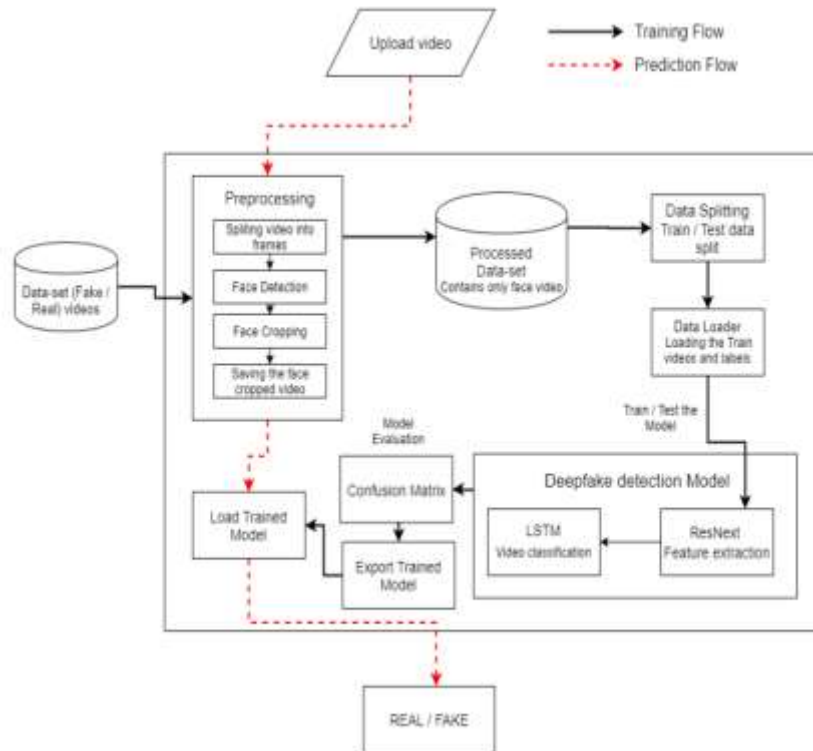 Upload video
Training Flow
Prediction Flow
Preprocessing
Spliting video into
frames
Face Detection
Face Cropping
Saving the face
cropped video
Data-set (Fake /
Real) videos
Processed
Data-set
Contains only face video
Data Splitting
Train / Test data
split
Data Loader
Loading the Train
videos and labels
Train / Test the
Model
Model
Evaluation
Confusion Matrix
Export Trained
Model
Load Trained
Model
Deepfake detection Model
LSTM
Video classification
ResNext
Feature extraction
REAL / FAKE